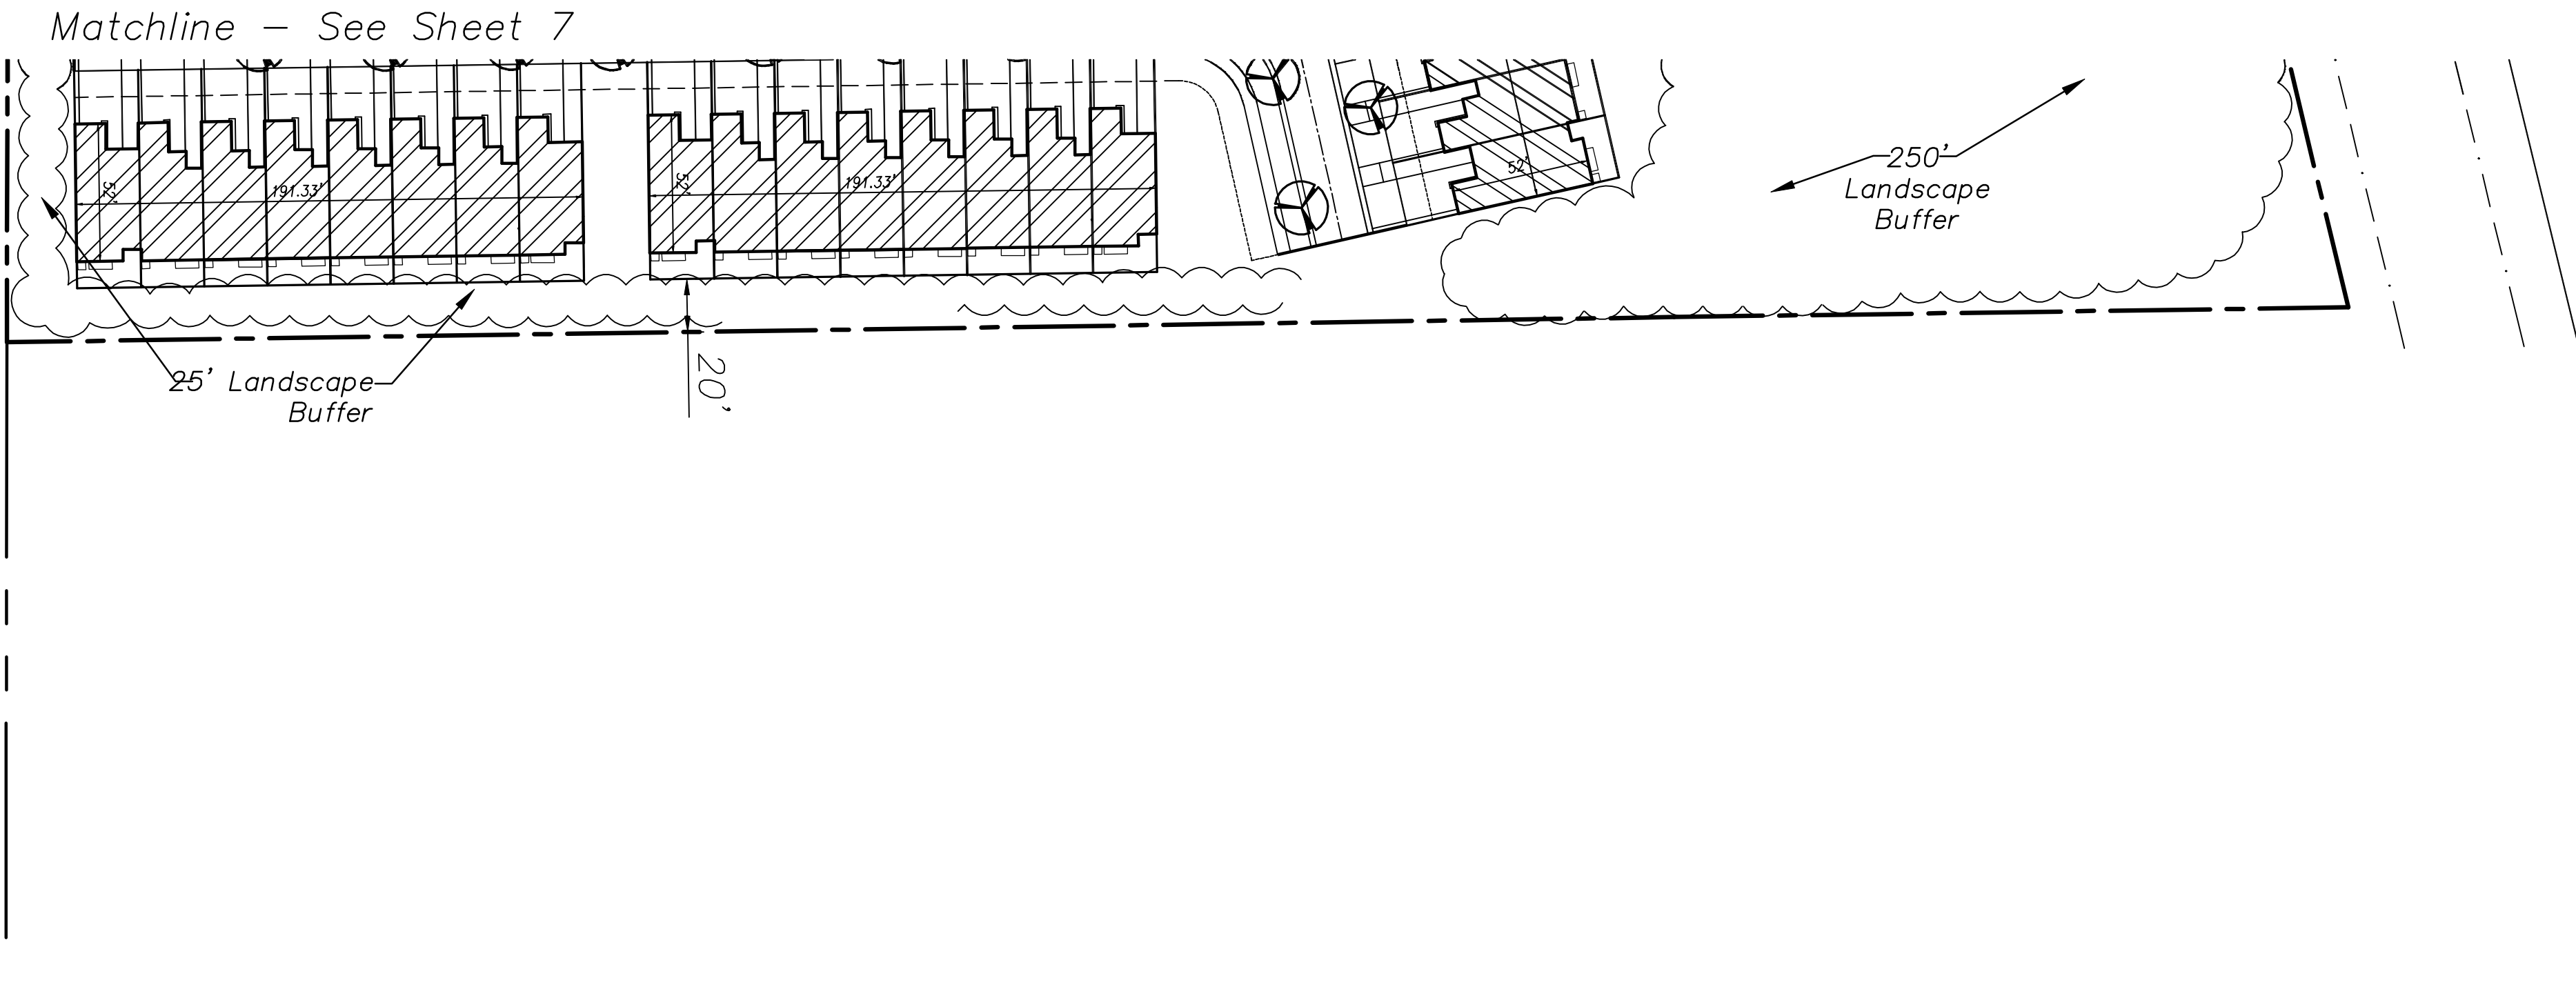 Matchline - See Sheet 7
52'
191.33'
52'
191.33'
52'
250'
Landscape
Buffer
25' Landscape
Buffer
20'